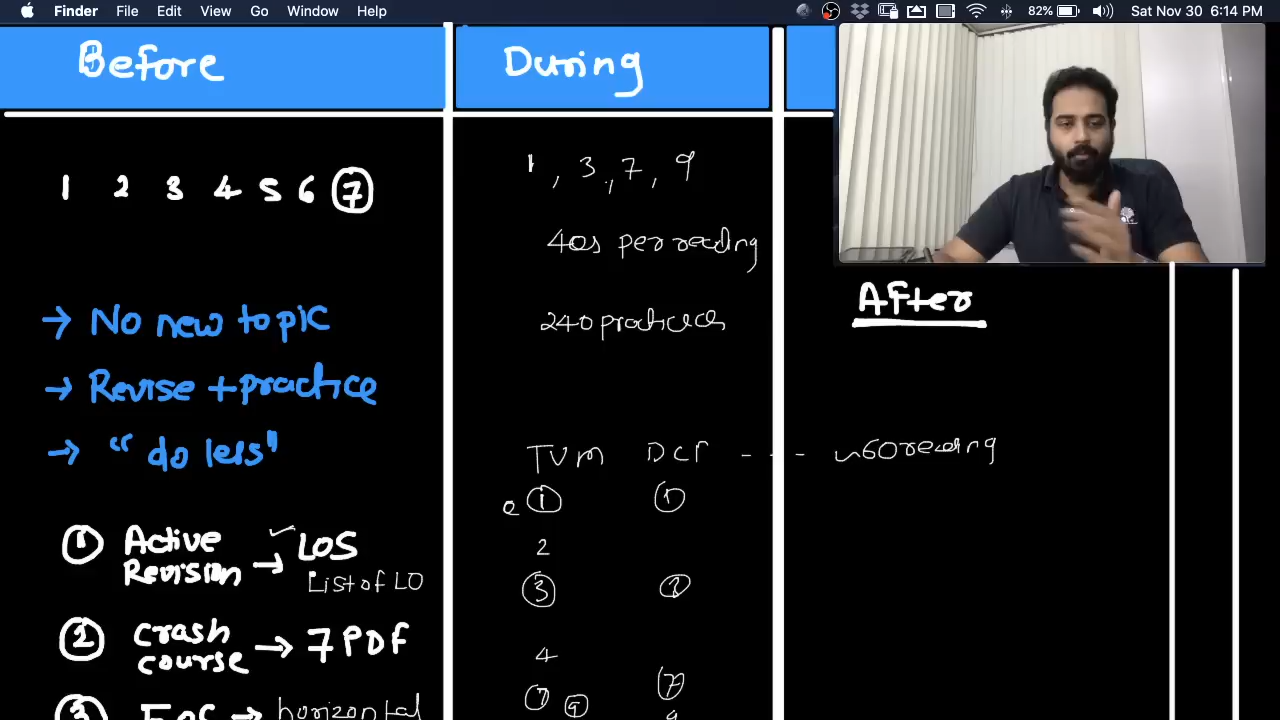 Finder File Edit View Go Window Help 82% Sat Nov 30 6:14 PM
Before
1 2 3 4 5 6 7
→ No new topic
→ Revise + practice
→ "do less"
① Active Revision → LOS
List of LO
② Crash course → 7 PDF
③ EOC → horizontal
During
1, 3, 7, 9
40s per reading
240
TVM DCF - - - - ~60 reading
① ①
2
③
4
⑦ ⑦
⑨ 9
After